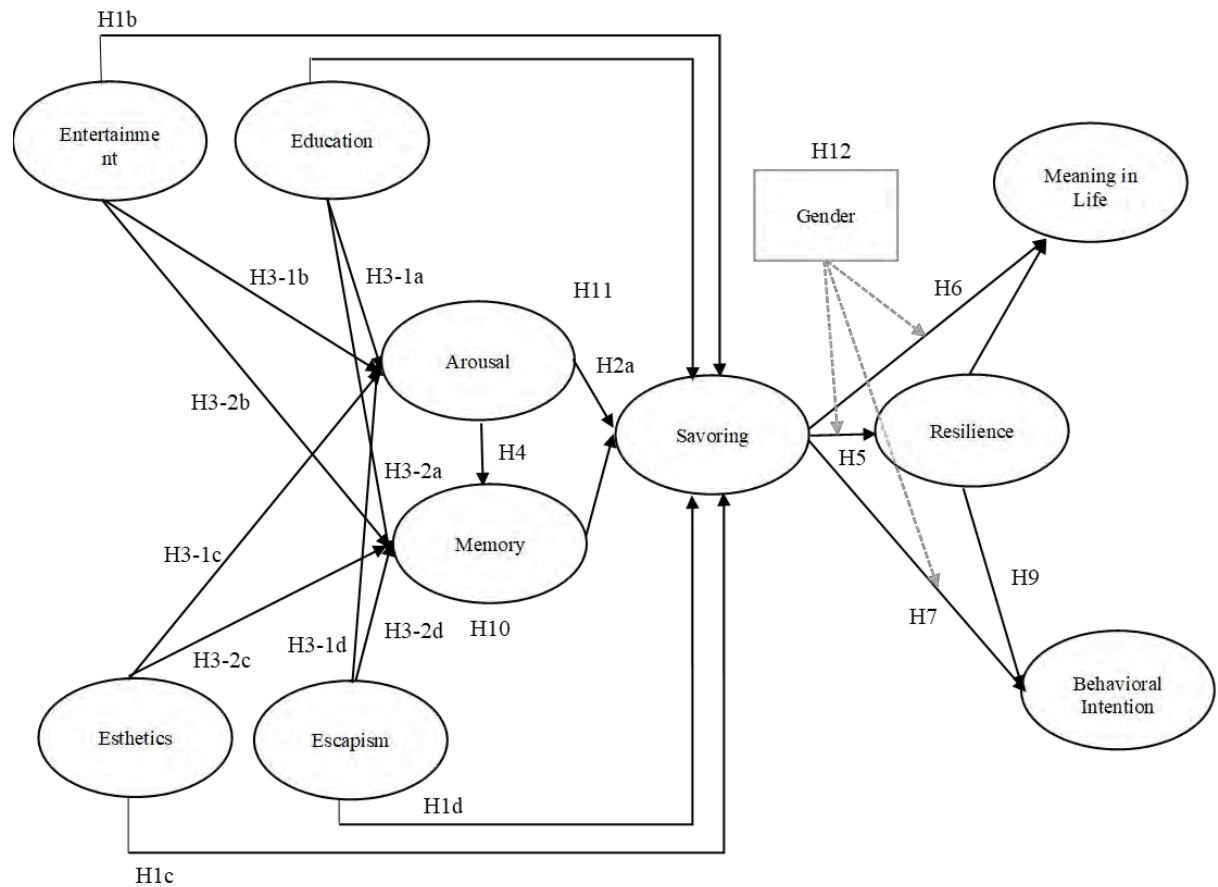 H1b
Entertainme
nt
Education
H12
Gender
Meaning in
Life
H3-1b
H3-1a
H11
H6
Arousal
H2a
H3-2b
Savoring
H5
Resilience
H4
H3-2a
Memory
H3-1c
H10
H3-2d
H3-1d
H3-2c
H9
H7
Esthetics
Escapism
Behavioral
Intention
H1d
H1c